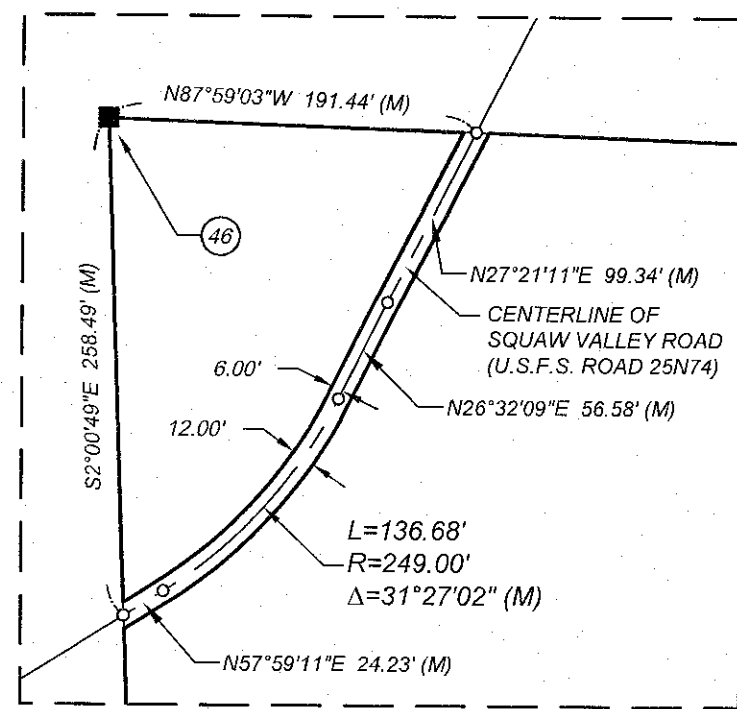 N87°59'03"W 191.44' (M)
46
S2°00'49"E 258.49' (M)
N27°21'11"E 99.34' (M)
CENTERLINE OF
SQUAW VALLEY ROAD
(U.S.F.S. ROAD 25N74)
6.00'
N26°32'09"E 56.58' (M)
12.00'
L=136.68'
R=249.00'
Δ=31°27'02" (M)
N57°59'11"E 24.23' (M)